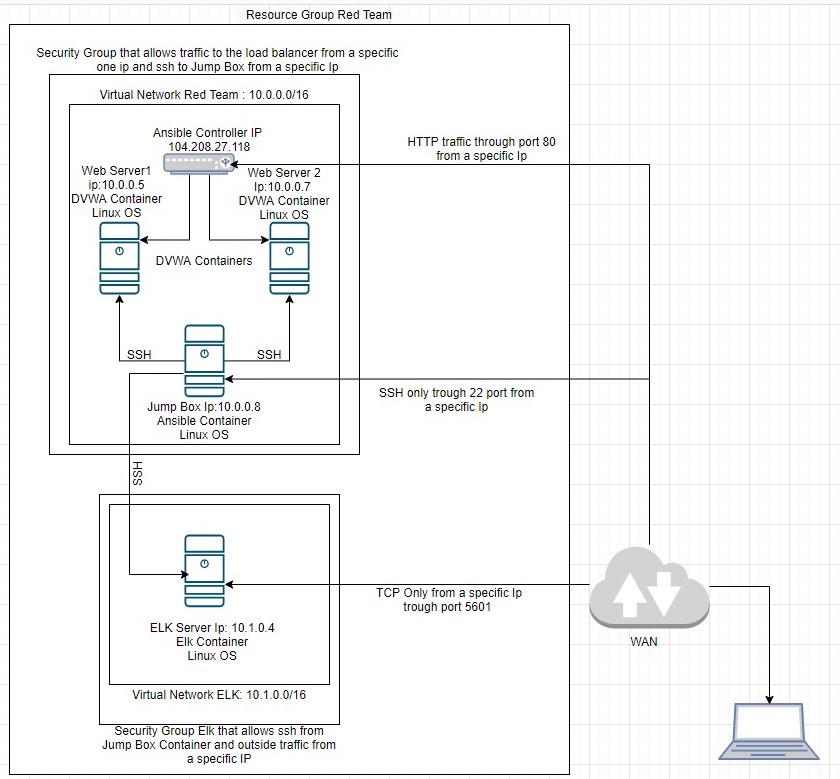 Resource Group Red Team
Security Group that allows traffic to the load balancer from a specific
one ip and ssh to Jump Box from a specific Ip
Virtual Network Red Team : 10.0.0.0/16
Ansible Controller IP
104.208.27.118
HTTP traffic through port 80
from a specific Ip
Web Server1
ip:10.0.0.5
DVWA Container
Linux OS
Web Server 2
Ip:10.0.0.7
DVWA Container
Linux OS
DVWA Containers
SSH
SSH
SSH only trough 22 port from
a specific Ip
Jump Box Ip:10.0.0.8
Ansible Container
Linux OS
SSH
TCP Only from a specific Ip
trough port 5601
WAN
ELK Server Ip: 10.1.0.4
Elk Container
Linux OS
Virtual Network ELK: 10.1.0.0/16
Security Group Elk that allows ssh from
Jump Box Container and outside traffic from
a specific IP